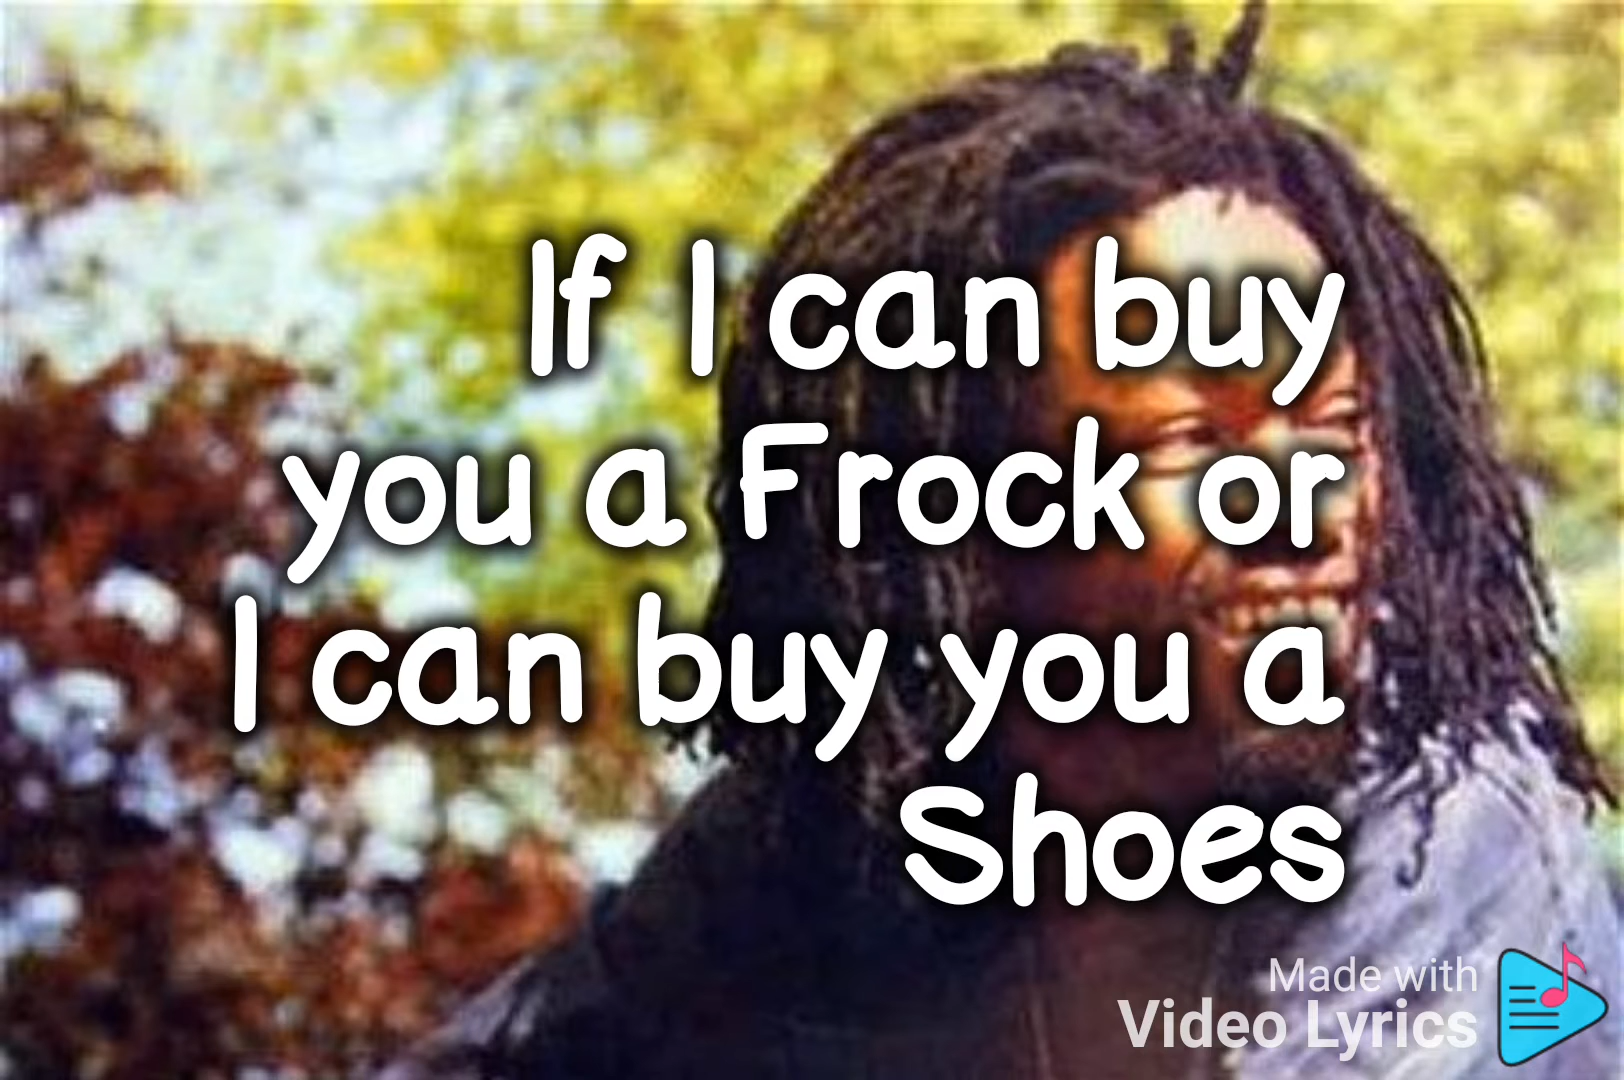 If I can buy
you a Frock or
I can buy you a
Shoes
Made with
Video Lyrics